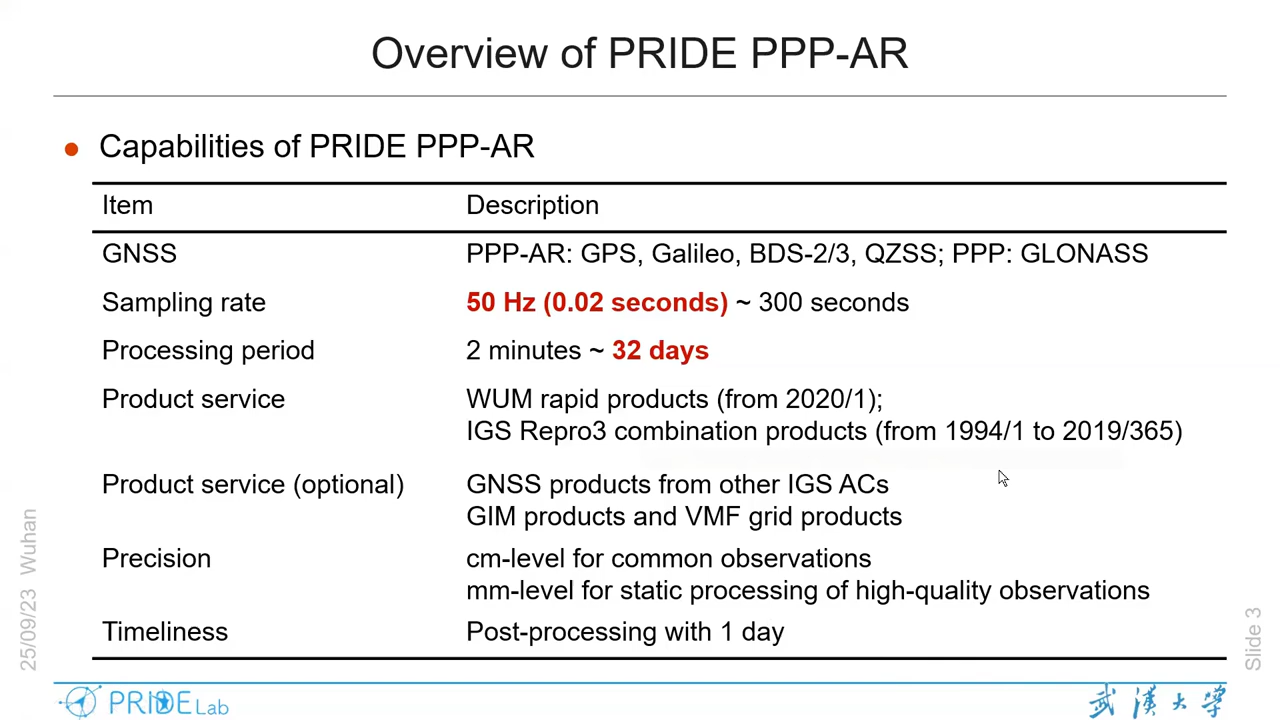 Overview of PRIDE PPP-AR
Capabilities of PRIDE PPP-AR
Item Description
GNSS PPP-AR: GPS, Galileo, BDS-2/3, QZSS; PPP: GLONASS
Sampling rate 50 Hz (0.02 seconds) ~ 300 seconds
Processing period 2 minutes ~ 32 days
Product service WUM rapid products (from 2020/1);
IGS Repro3 combination products (from 1994/1 to 2019/365)
Product service (optional) GNSS products from other IGS ACs
GIM products and VMF grid products
Precision cm-level for common observations
mm-level for static processing of high-quality observations
Timeliness Post-processing with 1 day
25/09/23 Wuhan
Slide 3
PRIDE Lab
武漢大学